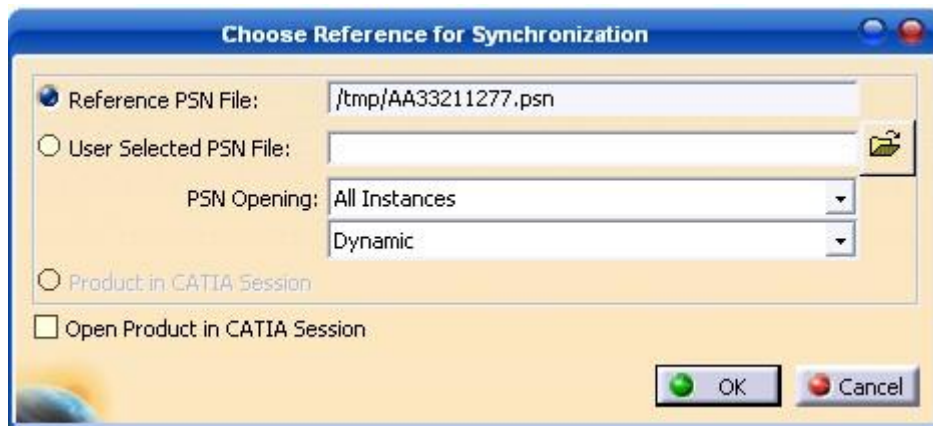 Choose Reference for Synchronization
Reference PSN File: /tmp/AA33211277.psn
User Selected PSN File:
PSN Opening: All Instances
Dynamic
Product in CATIA Session
Open Product in CATIA Session
OK Cancel